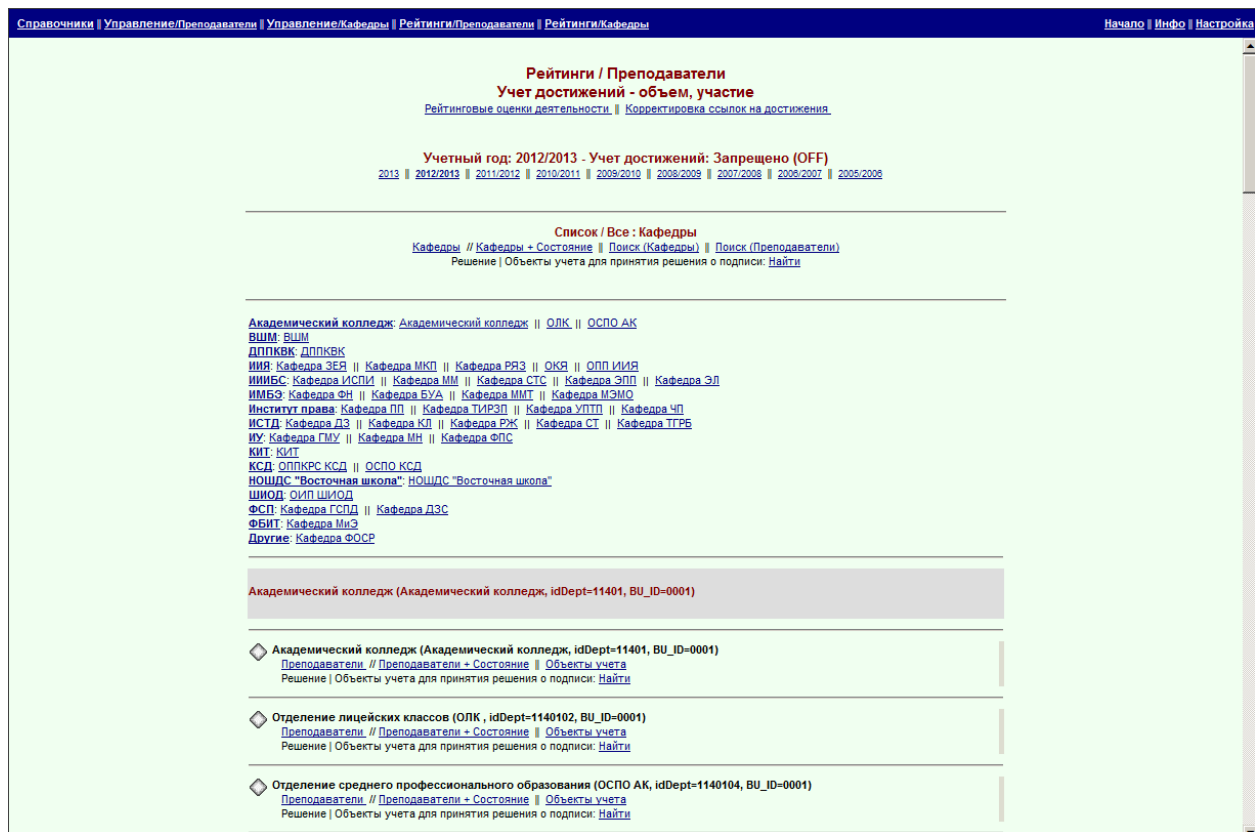 Справочники || Управление/Преподаватели || Управление/Кафедры || Рейтинги/Преподаватели || Рейтинги/Кафедры Начало || Инфо || Настройка
Рейтинги / Преподаватели
Учет достижений - объем, участие
Рейтинговые оценки деятельности || Корректировка ссылок на достижения
Учетный год: 2012/2013 - Учет достижений: Запрещено (OFF)
2013 || 2012/2013 || 2011/2012 || 2010/2011 || 2009/2010 || 2008/2009 || 2007/2008 || 2006/2007 || 2005/2006
Список / Все : Кафедры
Кафедры // Кафедры + Состояние || Поиск (Кафедры) || Поиск (Преподаватели)
Решение | Объекты учета для принятия решения о подписи: Найти
Академический колледж: Академический колледж || ОЛК || ОСПО АК
ВШМ: ВШМ
ДППКВК: ДППКВК
ИИЯ: Кафедра ЗЕЯ || Кафедра МКП || Кафедра РЯЗ || ОКЯ || ОПП ИИЯ
ИИИБС: Кафедра ИСПИ || Кафедра ММ || Кафедра СТС || Кафедра ЭПП || Кафедра ЭЛ
ИМБЭ: Кафедра ФН || Кафедра БУА || Кафедра ММТ || Кафедра МЭМО
Институт права: Кафедра ПП || Кафедра ТИРЗП || Кафедра УПТП || Кафедра ЧП
ИСТД: Кафедра ДЗ || Кафедра КЛ || Кафедра РЖ || Кафедра СТ || Кафедра ТГРБ
ИУ: Кафедра ГМУ || Кафедра МН || Кафедра ФПС
КИТ: КИТ
КСД: ОППКРС КСД || ОСПО КСД
НОШДС "Восточная школа": НОШДС "Восточная школа"
ШИОД: ОИП ШИОД
ФСП: Кафедра ГСПД || Кафедра ДЗС
ФБИТ: Кафедра МиЭ
Другие: Кафедра ФОСР
Академический колледж (Академический колледж, idDept=11401, BU_ID=0001)
Академический колледж (Академический колледж, idDept=11401, BU_ID=0001)
Преподаватели // Преподаватели + Состояние || Объекты учета
Решение | Объекты учета для принятия решения о подписи: Найти
Отделение лицейских классов (ОЛК , idDept=1140102, BU_ID=0001)
Преподаватели // Преподаватели + Состояние || Объекты учета
Решение | Объекты учета для принятия решения о подписи: Найти
Отделение среднего профессионального образования (ОСПО АК, idDept=1140104, BU_ID=0001)
Преподаватели // Преподаватели + Состояние || Объекты учета
Решение | Объекты учета для принятия решения о подписи: Найти